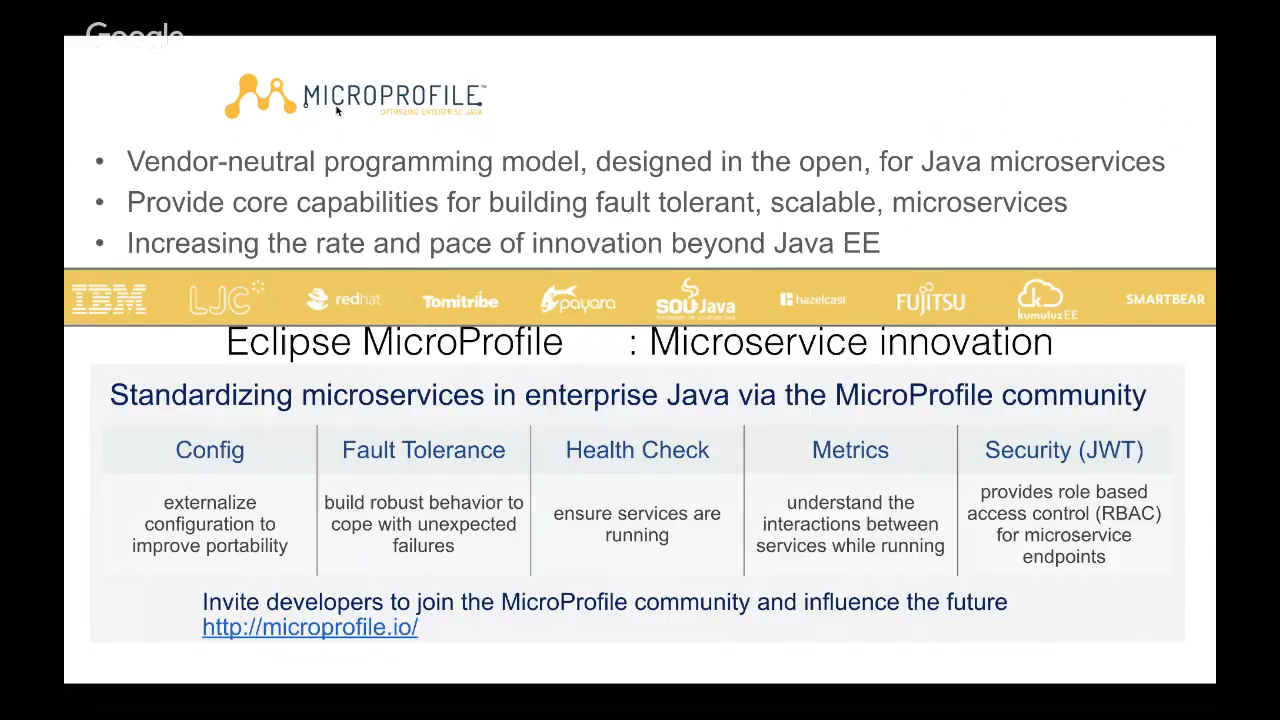 Google
MICROPROFILE™
OPTIMIZING ENTERPRISE JAVA
• Vendor-neutral programming model, designed in the open, for Java microservices
• Provide core capabilities for building fault tolerant, scalable, microservices
• Increasing the rate and pace of innovation beyond Java EE
IBM LJC redhat Tomitribe payara SOUJava hazelcast FUJITSU kumuluzEE SMARTBEAR
Eclipse MicroProfile : Microservice innovation
Standardizing microservices in enterprise Java via the MicroProfile community
Config Fault Tolerance Health Check Metrics Security (JWT)
externalize
configuration to
improve portability
build robust behavior to
cope with unexpected
failures
ensure services are
running
understand the
interactions between
services while running
provides role based
access control (RBAC)
for microservice
endpoints
Invite developers to join the MicroProfile community and influence the future
http://microprofile.io/